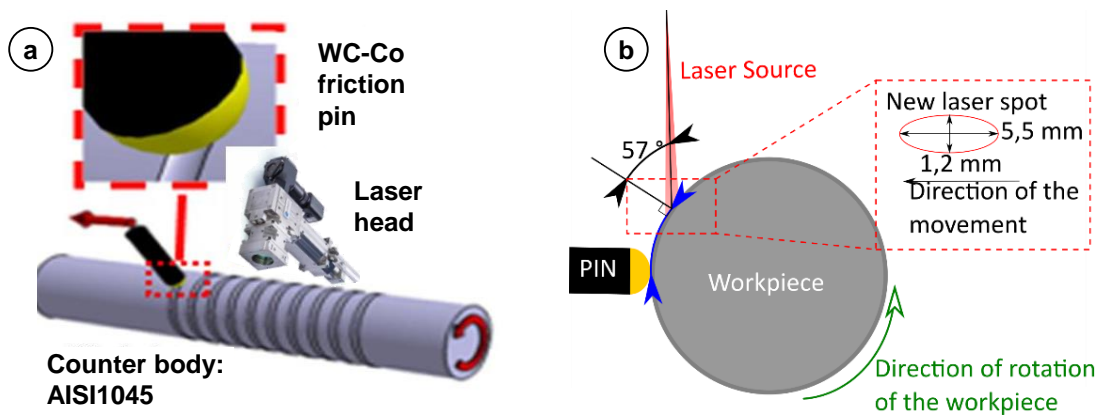 a
WC-Co
friction
pin
Laser
head
Counter body:
AISI1045
b
Laser Source
57 °
New laser spot
5,5 mm
1,2 mm
Direction of the
movement
PIN
Workpiece
Direction of rotation
of the workpiece